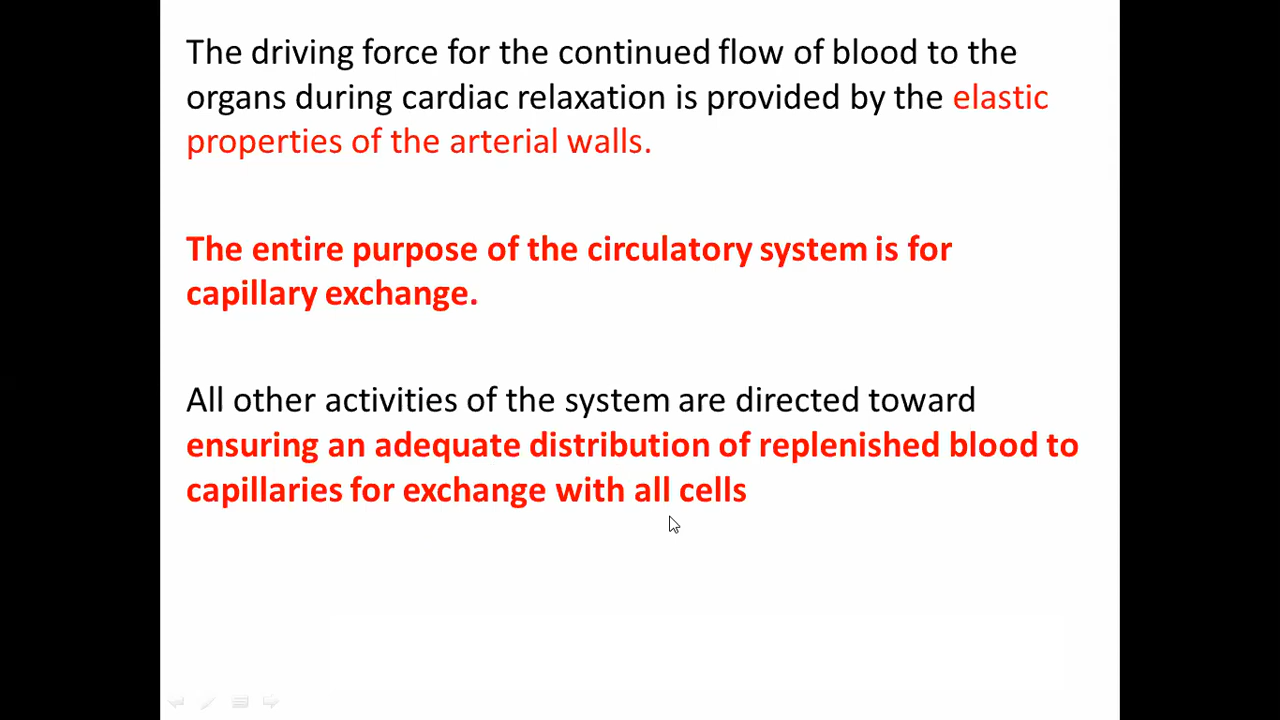 The driving force for the continued flow of blood to the
organs during cardiac relaxation is provided by the elastic
properties of the arterial walls.
The entire purpose of the circulatory system is for
capillary exchange.
All other activities of the system are directed toward
ensuring an adequate distribution of replenished blood to
capillaries for exchange with all cells